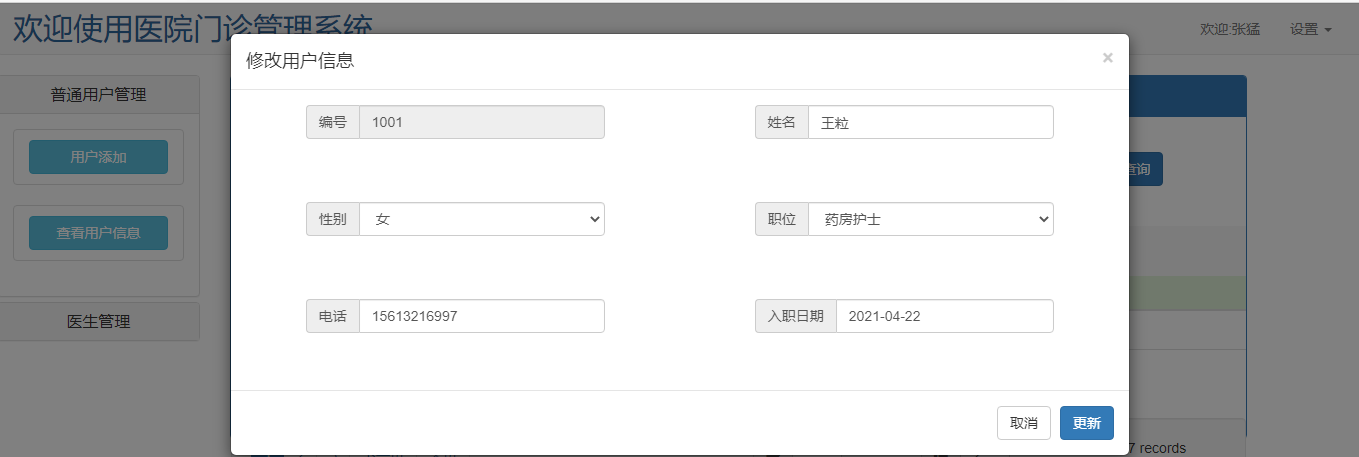 欢迎使用医院门诊管理系统
欢迎:张猛 设置
修改用户信息 ×
普通用户管理
编号 1001 姓名 王粒
用户添加
查询
性别 女 职位 药房护士
查看用户信息
电话 15613216997 入职日期 2021-04-22
医生管理
取消 更新
7 records